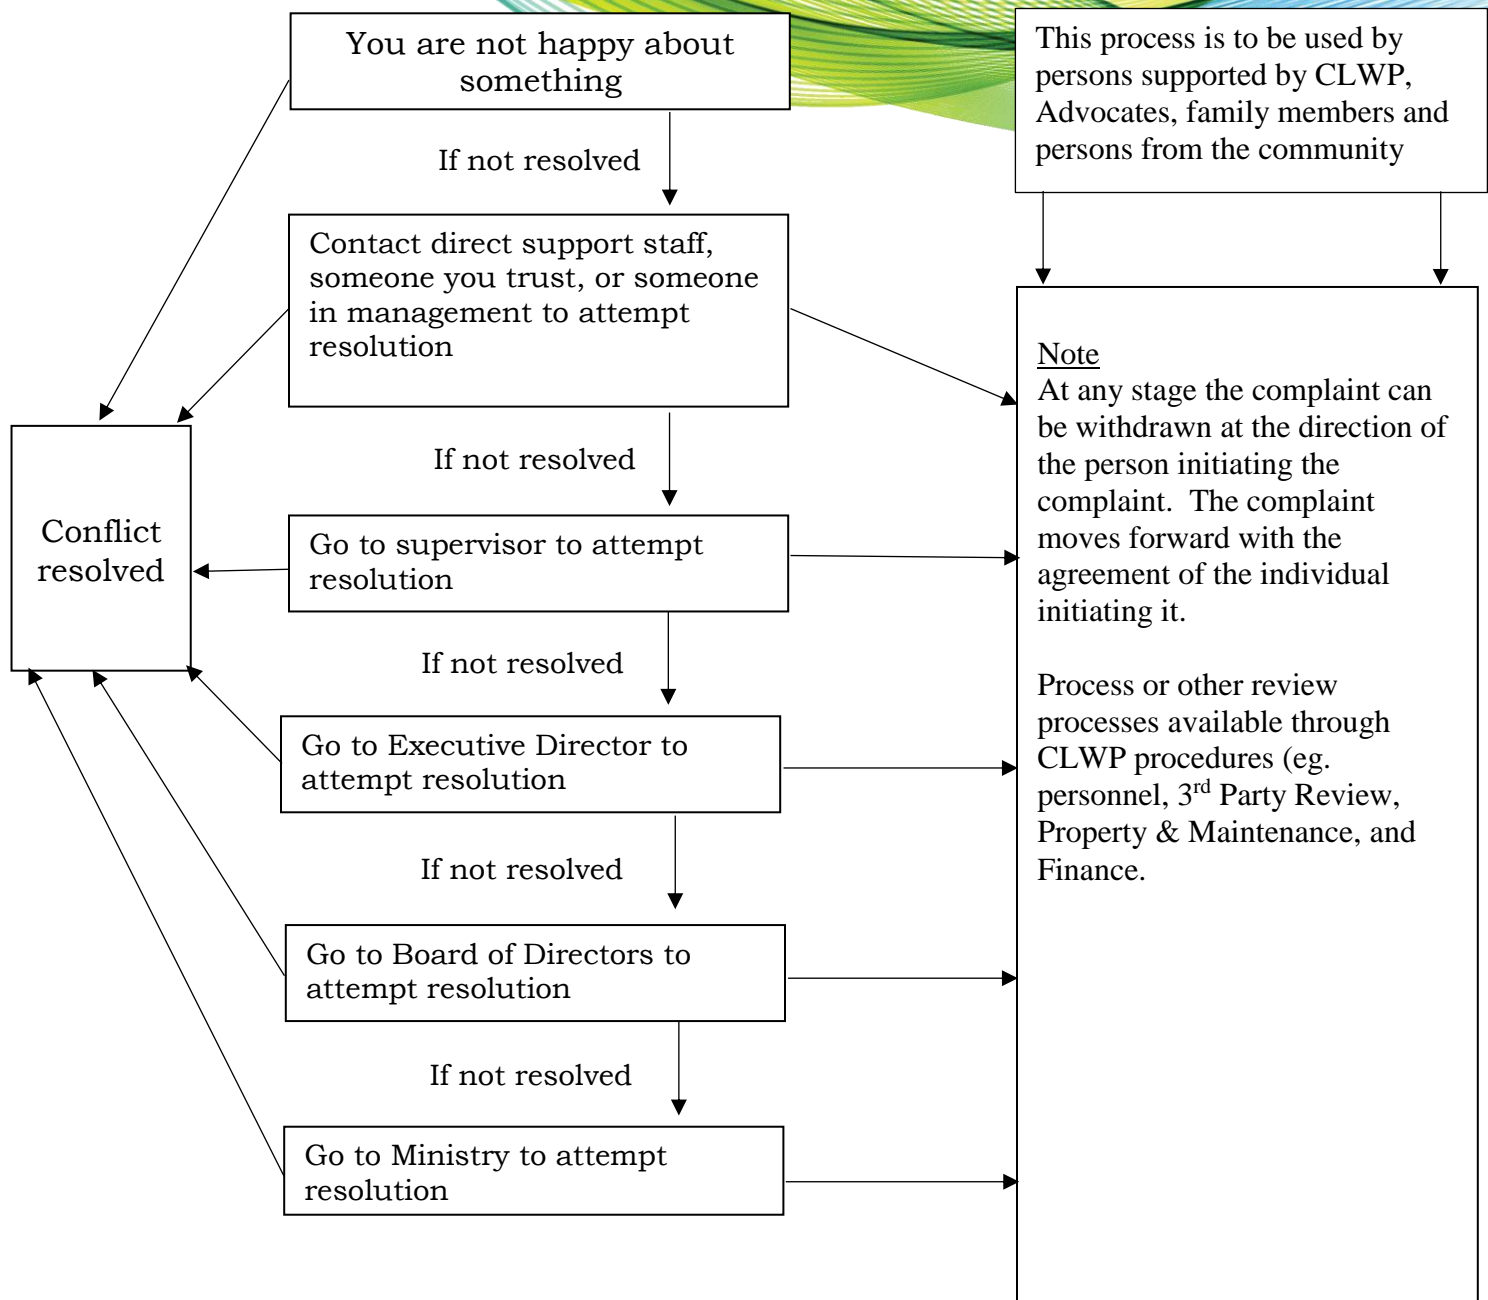 You are not happy about
something
This process is to be used by
persons supported by CLWP,
Advocates, family members and
persons from the community
If not resolved
Contact direct support staff,
someone you trust, or someone
in management to attempt
resolution
Note
At any stage the complaint can
be withdrawn at the direction of
the person initiating the
complaint.  The complaint
moves forward with the
agreement of the individual
initiating it.
Process or other review
processes available through
CLWP procedures (eg.
personnel, 3rd Party Review,
Property & Maintenance, and
Finance.
If not resolved
Conflict
resolved
Go to supervisor to attempt
resolution
If not resolved
Go to Executive Director to
attempt resolution
If not resolved
Go to Board of Directors to
attempt resolution
If not resolved
Go to Ministry to attempt
resolution